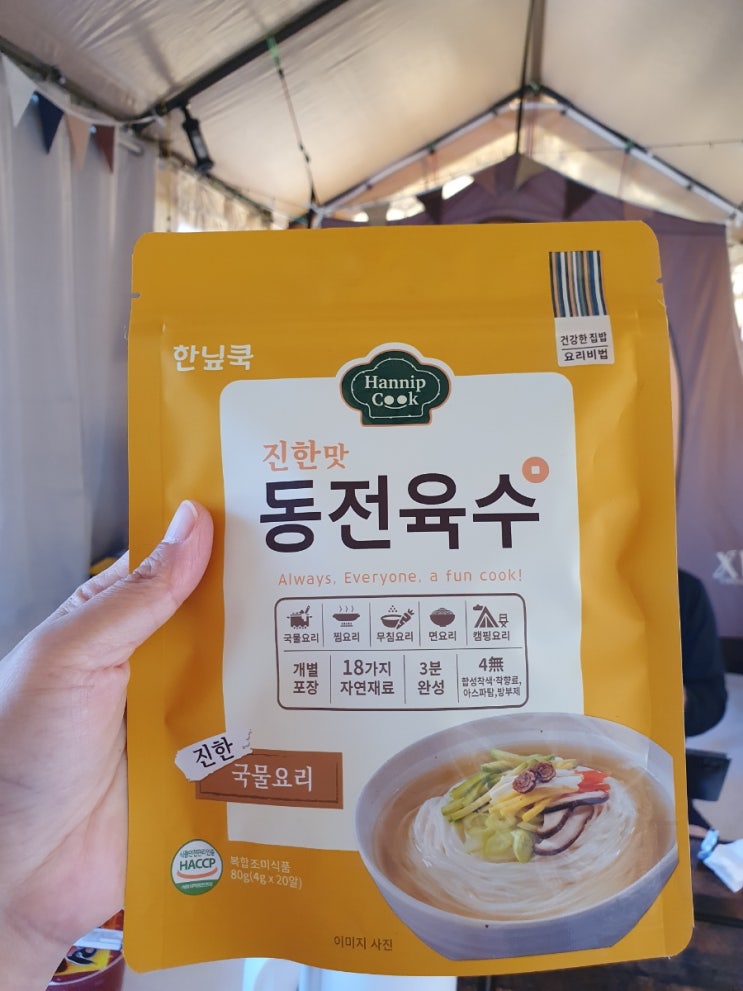 한닢쿡
건강한 집밥
요리비법
Hannip
Cook
진한맛
동전육수
Always, Everyone, a fun cook!
국물요리 찜요리 무침요리 면요리 캠핑요리
개별 포장
18가지 자연재료
3분 완성
4無
합성착색·착향료,
아스파탐,방부제
진한
국물요리
HACCP
복합조미식품
80g(4g x 20알)
이미지 사진